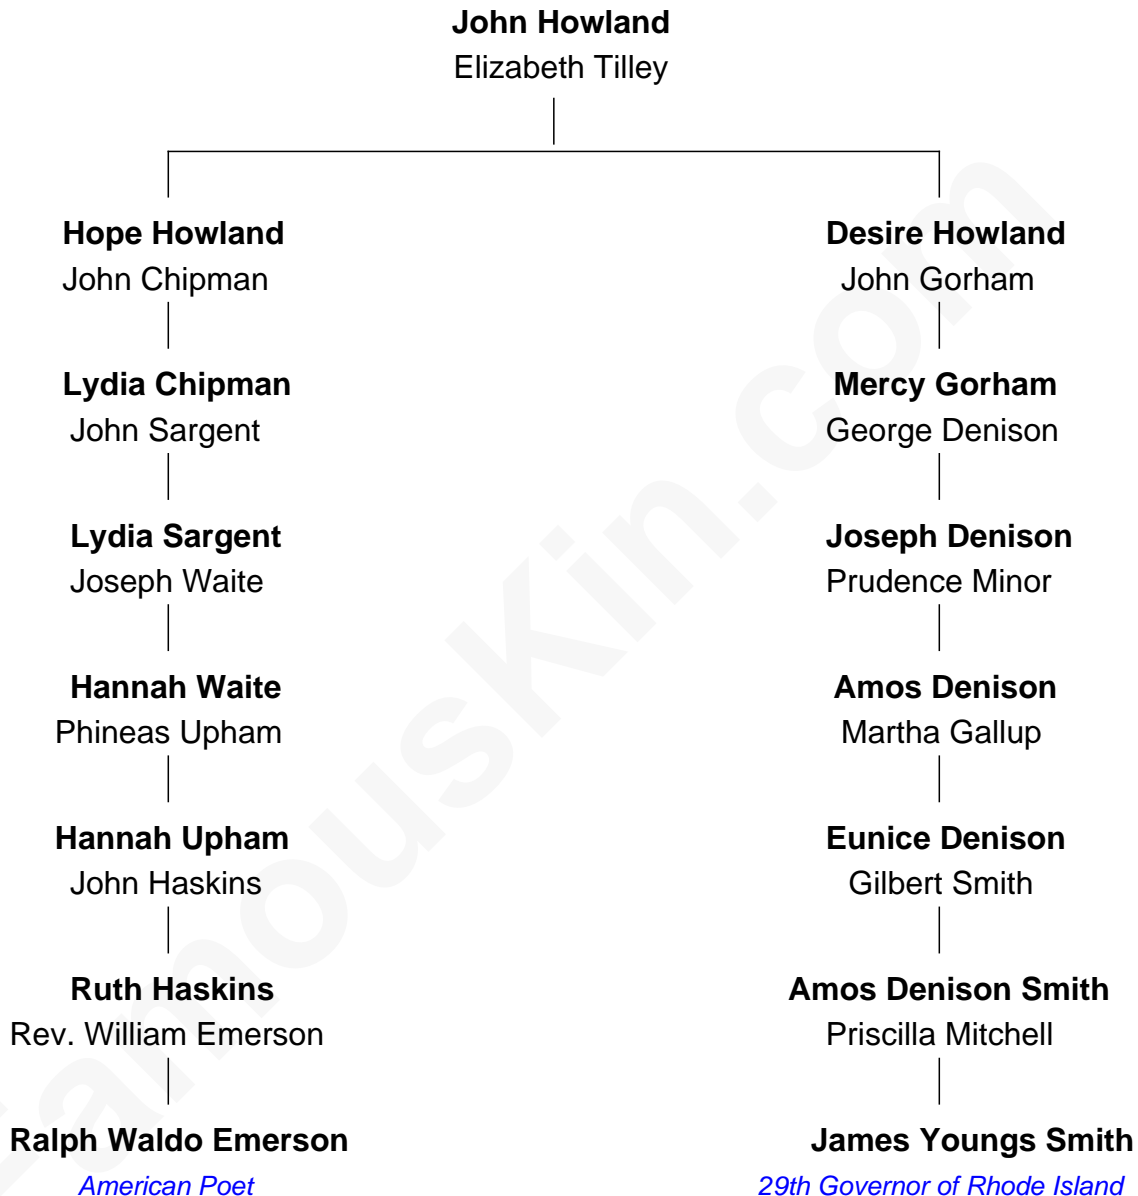 John Howland
Elizabeth Tilley
Hope Howland
John Chipman
Lydia Chipman
John Sargent
Lydia Sargent
Joseph Waite
Hannah Waite
Phineas Upham
Hannah Upham
John Haskins
Ruth Haskins
Rev. William Emerson
Ralph Waldo Emerson
American Poet
Desire Howland
John Gorham
Mercy Gorham
George Denison
Joseph Denison
Prudence Minor
Amos Denison
Martha Gallup
Eunice Denison
Gilbert Smith
Amos Denison Smith
Priscilla Mitchell
James Youngs Smith
29th Governor of Rhode Island
FamousKin.com